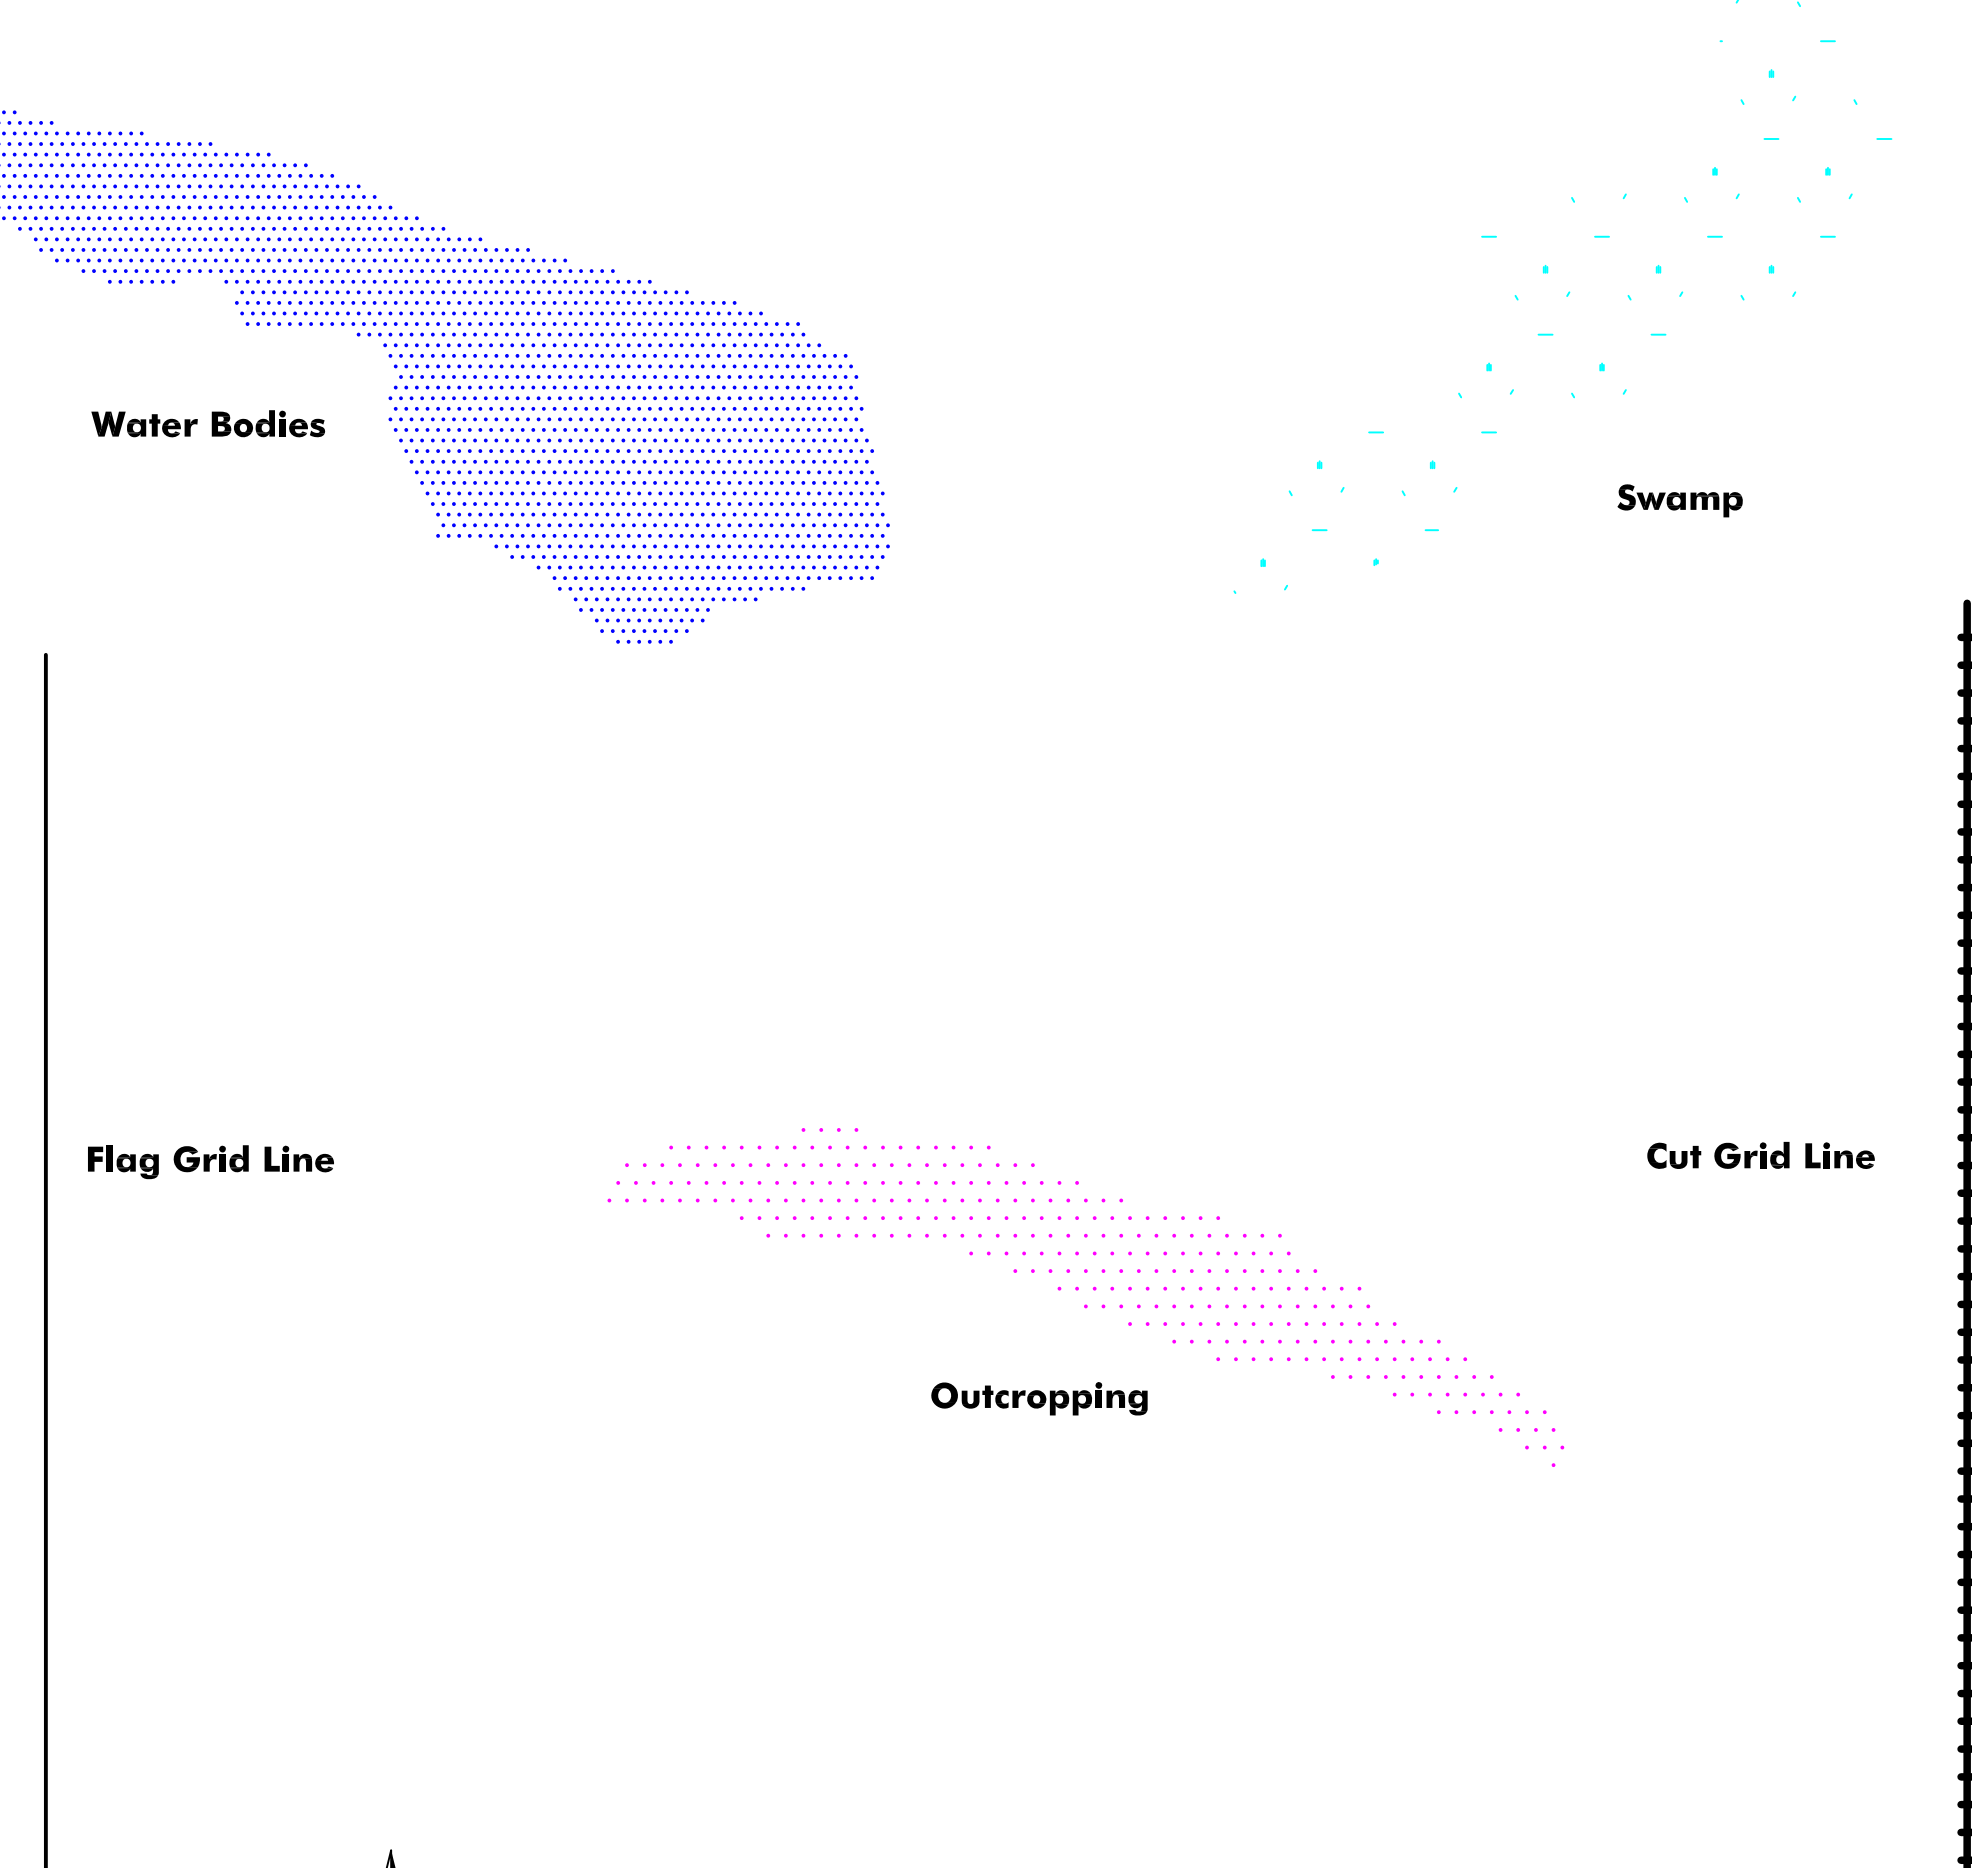 Water Bodies
Swamp
Flag Grid Line
Cut Grid Line
Outcropping